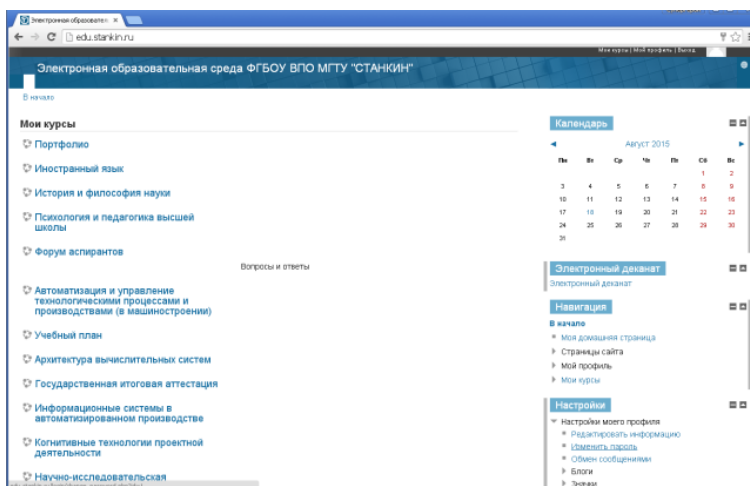 Электронная образовател
edu.stankin.ru
Мои курсы | Мой профиль | Выход
Электронная образовательная среда ФГБОУ ВПО МГТУ "СТАНКИН"
В начало
Мои курсы
Портфолио
Иностранный язык
История и философия науки
Психология и педагогика высшей
школы
Форум аспирантов
Вопросы и ответы
Автоматизация и управление
технологическими процессами и
производствами (в машиностроении)
Учебный план
Архитектура вычислительных систем
Государственная итоговая аттестация
Информационные системы в
автоматизированном производстве
Когнитивные технологии проектной
деятельности
Научно-исследовательская
Календарь
Август 2015
Пн Вт Ср Чт Пт Сб Вс
1 2
3 4 5 6 7 8 9
10 11 12 13 14 15 16
17 18 19 20 21 22 23
24 25 26 27 28 29 30
31
Электронный деканат
Электронный деканат
Навигация
В начало
Моя домашняя страница
Страницы сайта
Мой профиль
Мои курсы
Настройки
Настройки моего профиля
Редактировать информацию
Изменить пароль
Обмен сообщениями
Блоги
Значки